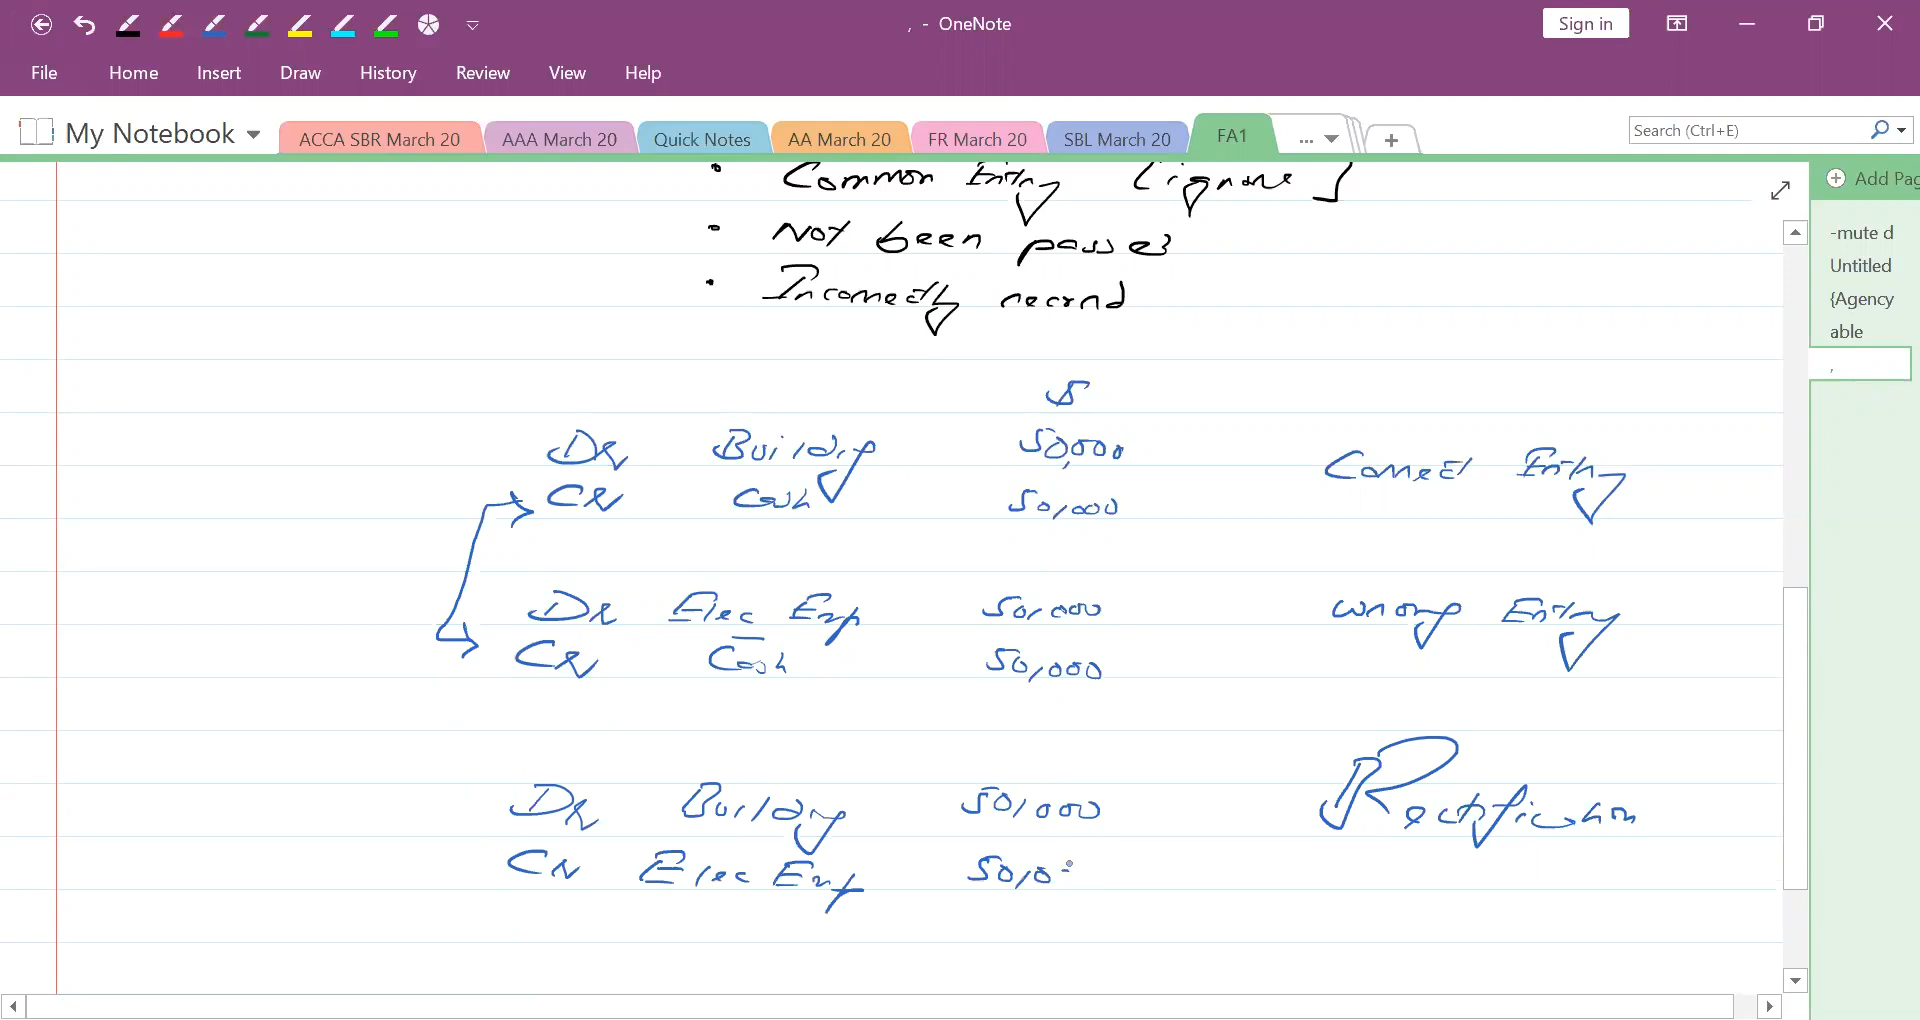 , - OneNote
Sign in
File Home Insert Draw History Review View Help
My Notebook
ACCA SBR March 20 AAA March 20 Quick Notes AA March 20 FR March 20 SBL March 20 FA1 ...
Search (Ctrl+E)
Add Pag
-mute d
Untitled
{Agency
able
,
• Common Entry [ignore]
• Not been passed
• Incorrectly record
$
Dr Building 50,000 Correct Entry
Cr Cash 50,000
Dr Elec Exp 50,000 Wrong Entry
Cr Cash 50,000
Dr Building 50,000 Rectification
Cr Elec Exp 50,0